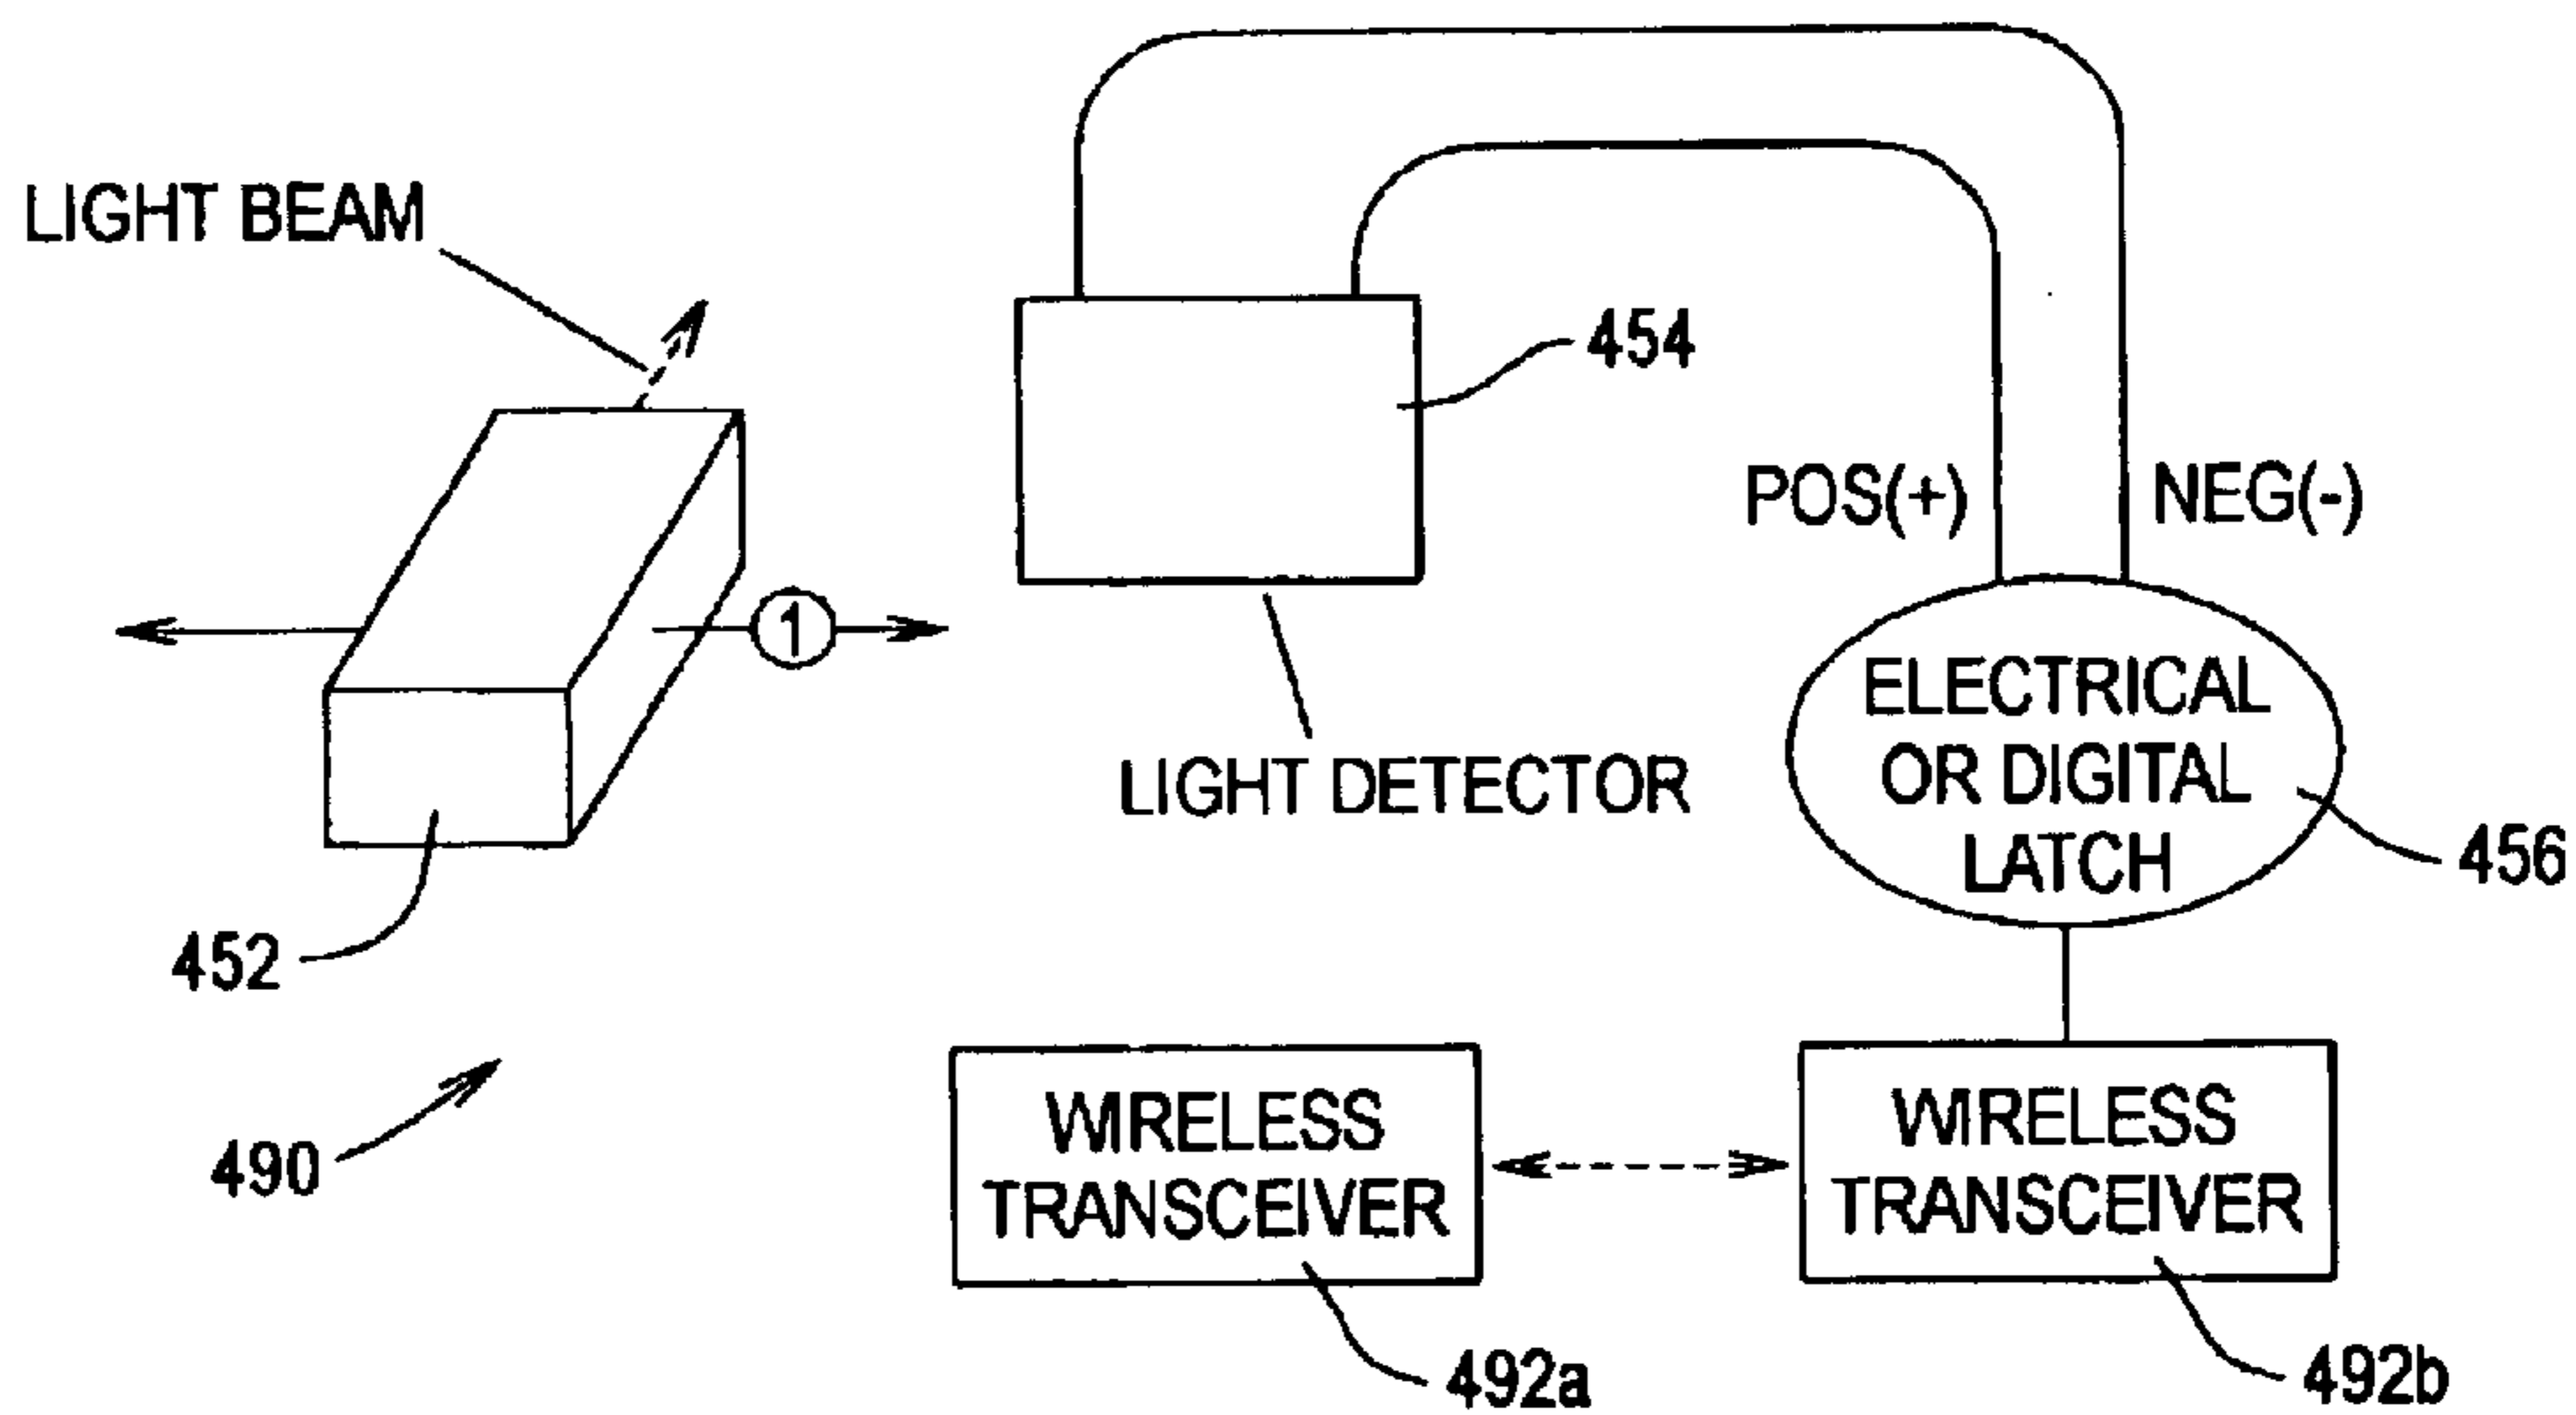 LIGHT BEAM
454
POS(+)
NEG(-)
1
ELECTRICAL
OR DIGITAL
LATCH
LIGHT DETECTOR
456
452
490
WIRELESS
TRANSCEIVER
WIRELESS
TRANSCEIVER
492a
492b